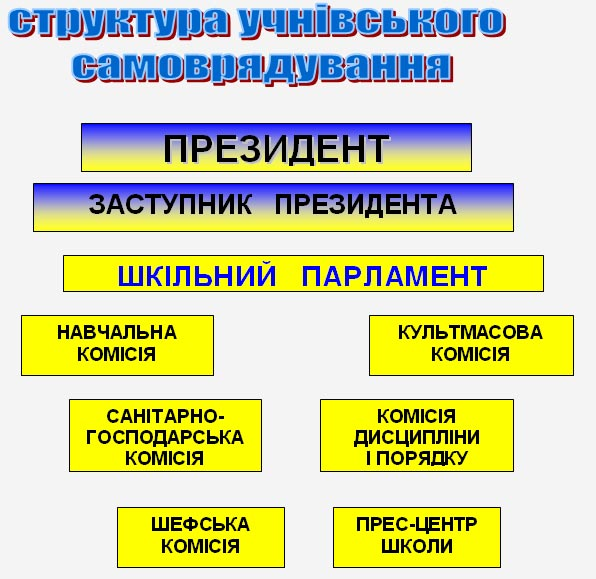 структура учнівського
самоврядування
ПРЕЗИДЕНТ
ЗАСТУПНИК ПРЕЗИДЕНТА
ШКІЛЬНИЙ ПАРЛАМЕНТ
НАВЧАЛЬНА
КОМІСІЯ
КУЛЬТМАСОВА
КОМІСІЯ
САНІТАРНО-
ГОСПОДАРСЬКА
КОМІСІЯ
КОМІСІЯ
ДИСЦИПЛІНИ
І ПОРЯДКУ
ШЕФСЬКА
КОМІСІЯ
ПРЕС-ЦЕНТР
ШКОЛИ